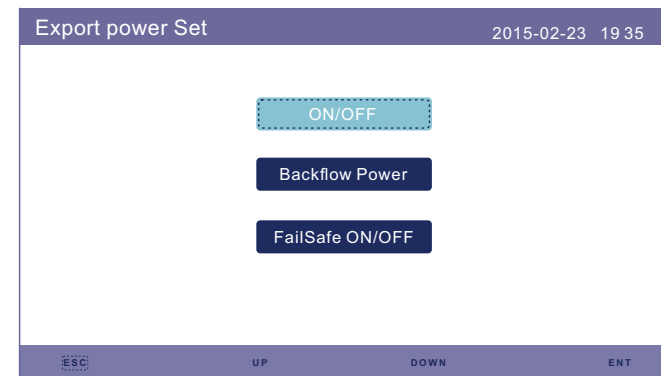 Export power Set 2015-02-23 19 35
ON/OFF
Backflow Power
FailSafe ON/OFF
ESC UP DOWN ENT